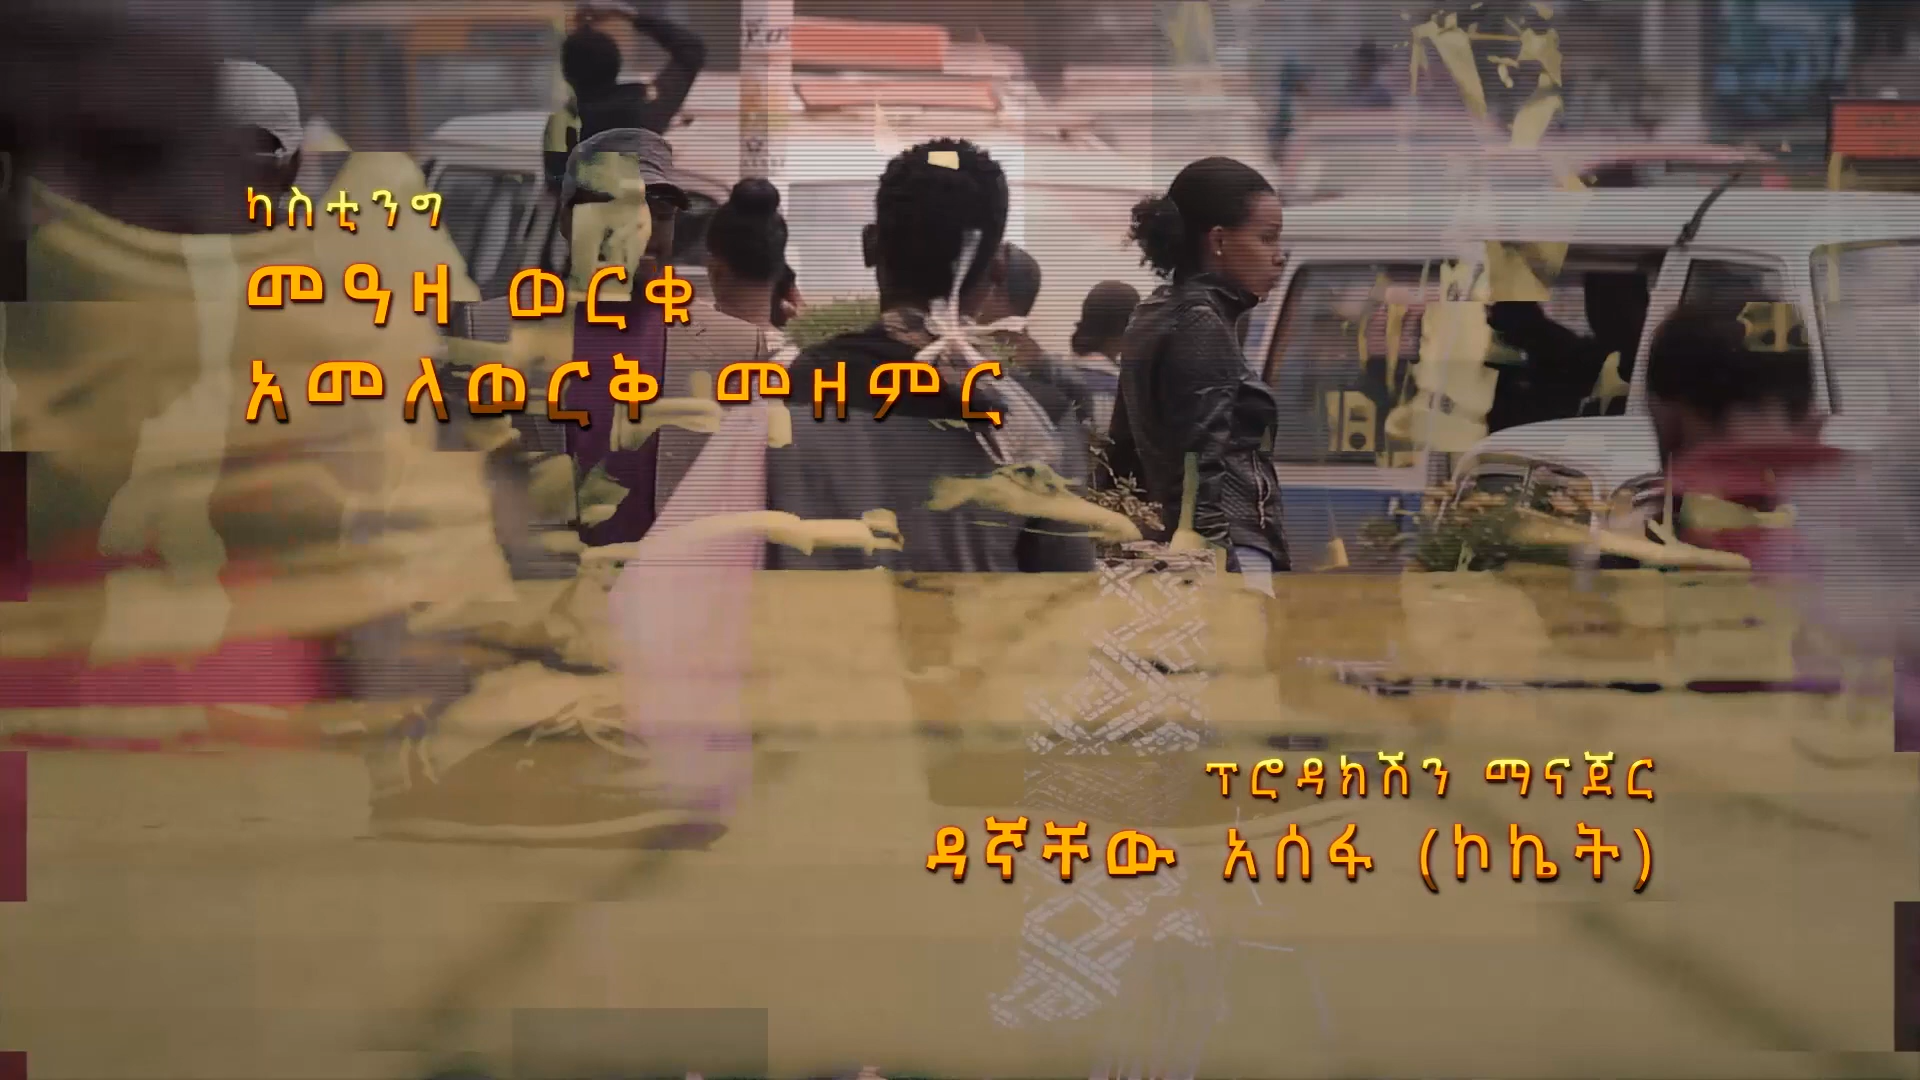 ካስቲንግ
መዓዛ ወርቁ
አመለወርቅ መዘምር
ፕሮዳክሽን ማናጀር
ዳኛቸው አሰፋ (ኮኬት)